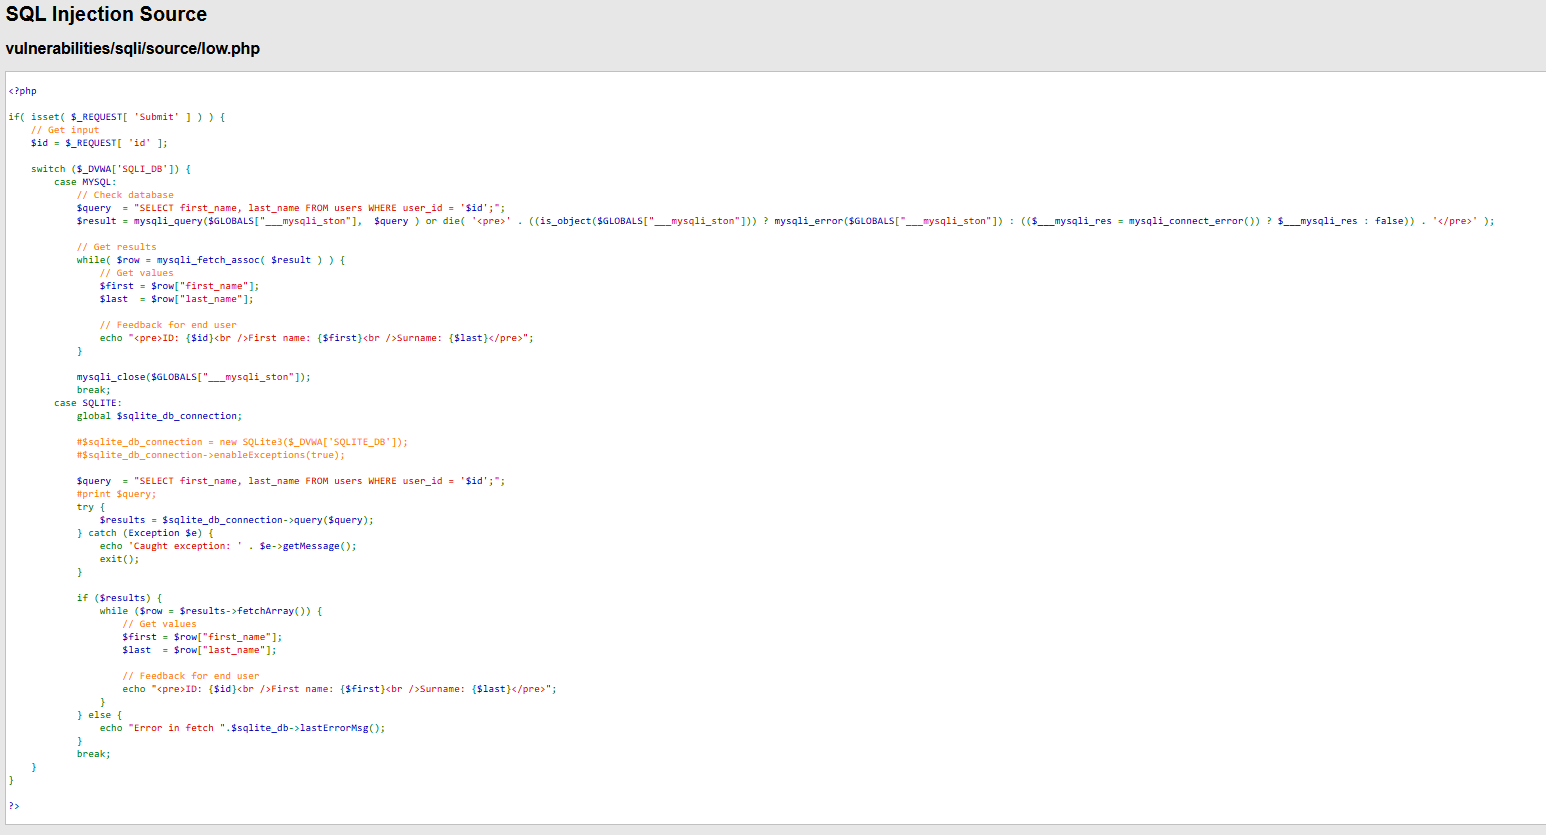 SQL Injection Source
vulnerabilities/sqli/source/low.php
<?php
if( isset( $_REQUEST[ 'Submit' ] ) ) {
    // Get input
    $id = $_REQUEST[ 'id' ];
    switch ($_DVWA['SQLI_DB']) {
        case MYSQL:
            // Check database
            $query  = "SELECT first_name, last_name FROM users WHERE user_id = '$id';";
            $result = mysqli_query($GLOBALS["___mysqli_ston"],  $query ) or die( '<pre>' . ((is_object($GLOBALS["___mysqli_ston"])) ? mysqli_error($GLOBALS["___mysqli_ston"]) : (($___mysqli_res = mysqli_connect_error()) ? $___mysqli_res : false)) . '</pre>' );
            // Get results
            while( $row = mysqli_fetch_assoc( $result ) ) {
                // Get values
                $first = $row["first_name"];
                $last  = $row["last_name"];
                // Feedback for end user
                echo "<pre>ID: {$id}<br />First name: {$first}<br />Surname: {$last}</pre>";
            }
            mysqli_close($GLOBALS["___mysqli_ston"]);
            break;
        case SQLITE:
            global $sqlite_db_connection;
            #$sqlite_db_connection = new SQLite3($_DVWA['SQLITE_DB']);
            #$sqlite_db_connection->enableExceptions(true);
            $query  = "SELECT first_name, last_name FROM users WHERE user_id = '$id';";
            #print $query;
            try {
                $results = $sqlite_db_connection->query($query);
            } catch (Exception $e) {
                echo 'Caught exception: ' . $e->getMessage();
                exit();
            }
            if ($results) {
                while ($row = $results->fetchArray()) {
                    // Get values
                    $first = $row["first_name"];
                    $last  = $row["last_name"];
                    // Feedback for end user
                    echo "<pre>ID: {$id}<br />First name: {$first}<br />Surname: {$last}</pre>";
                }
            } else {
                echo "Error in fetch ".$sqlite_db->lastErrorMsg();
            }
            break;
    }
}
?>